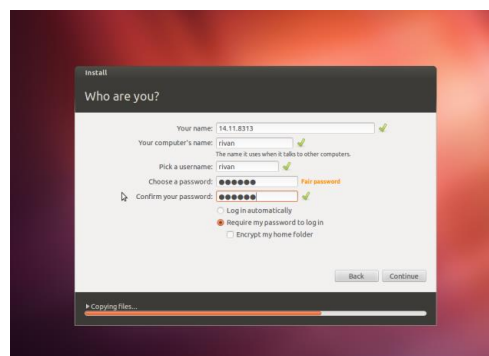 Install
Who are you?
Your name: 14.11.8313
Your computer's name: rivan
The name it uses when it talks to other computers.
Pick a username: rivan
Choose a password: ●●●●●● Fair password
Confirm your password: ●●●●●●
Log in automatically
Require my password to log in
Encrypt my home folder
Back Continue
Copying files...